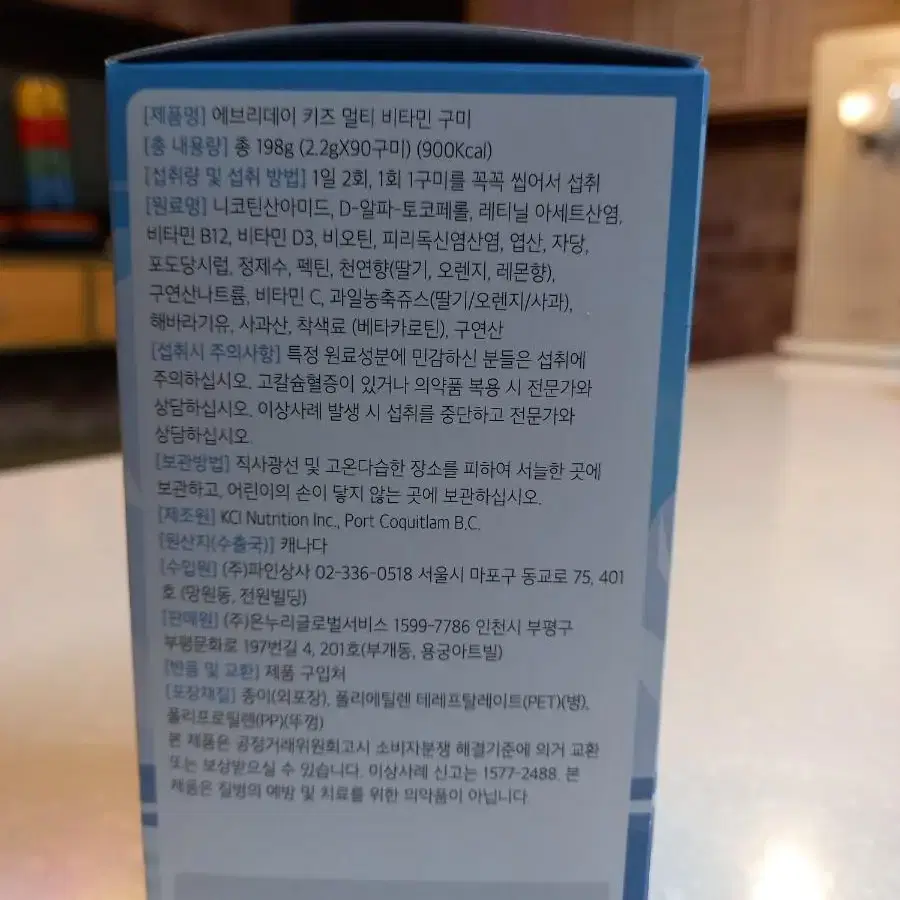 [제품명] 에브리데이 키즈 멀티 비타민 구미
[총 내용량] 총 198g (2.2gX90구미) (900Kcal)
[섭취량 및 섭취 방법] 1일 2회, 1회 1구미를 꼭꼭 씹어서 섭취
[원료명] 니코틴산아미드, D-알파-토코페롤, 레티닐 아세트산염,
비타민 B12, 비타민 D3, 비오틴, 피리독신염산염, 엽산, 자당,
포도당시럽, 정제수, 펙틴, 천연향(딸기, 오렌지, 레몬향),
구연산나트륨, 비타민 C, 과일농축쥬스(딸기/오렌지/사과),
해바라기유, 사과산, 착색료 (베타카로틴), 구연산
[섭취시 주의사항] 특정 원료성분에 민감하신 분들은 섭취에
주의하십시오. 고칼슘혈증이 있거나 의약품 복용 시 전문가와
상담하십시오. 이상사례 발생 시 섭취를 중단하고 전문가와
상담하십시오.
[보관방법] 직사광선 및 고온다습한 장소를 피하여 서늘한 곳에
보관하고, 어린이의 손이 닿지 않는 곳에 보관하십시오.
[제조원] KCI Nutrition Inc., Port Coquitlam B.C.
[원산지(수출국)] 캐나다
[수입원] (주)파인상사 02-336-0518 서울시 마포구 동교로 75, 401
호 (망원동, 전원빌딩)
[판매원] (주)온누리글로벌서비스 1599-7786 인천시 부평구
부평문화로 197번길 4, 201호(부개동, 용궁아트빌)
[반품 및 교환] 제품 구입처
[포장재질] 종이(외포장), 폴리에틸렌 테레프탈레이트(PET)(병),
폴리프로필렌(PP)(뚜껑)
본 제품은 공정거래위원회고시 소비자분쟁 해결기준에 의거 교환
또는 보상받으실 수 있습니다. 이상사례 신고는 1577-2488. 본
제품은 질병의 예방 및 치료를 위한 의약품이 아닙니다.